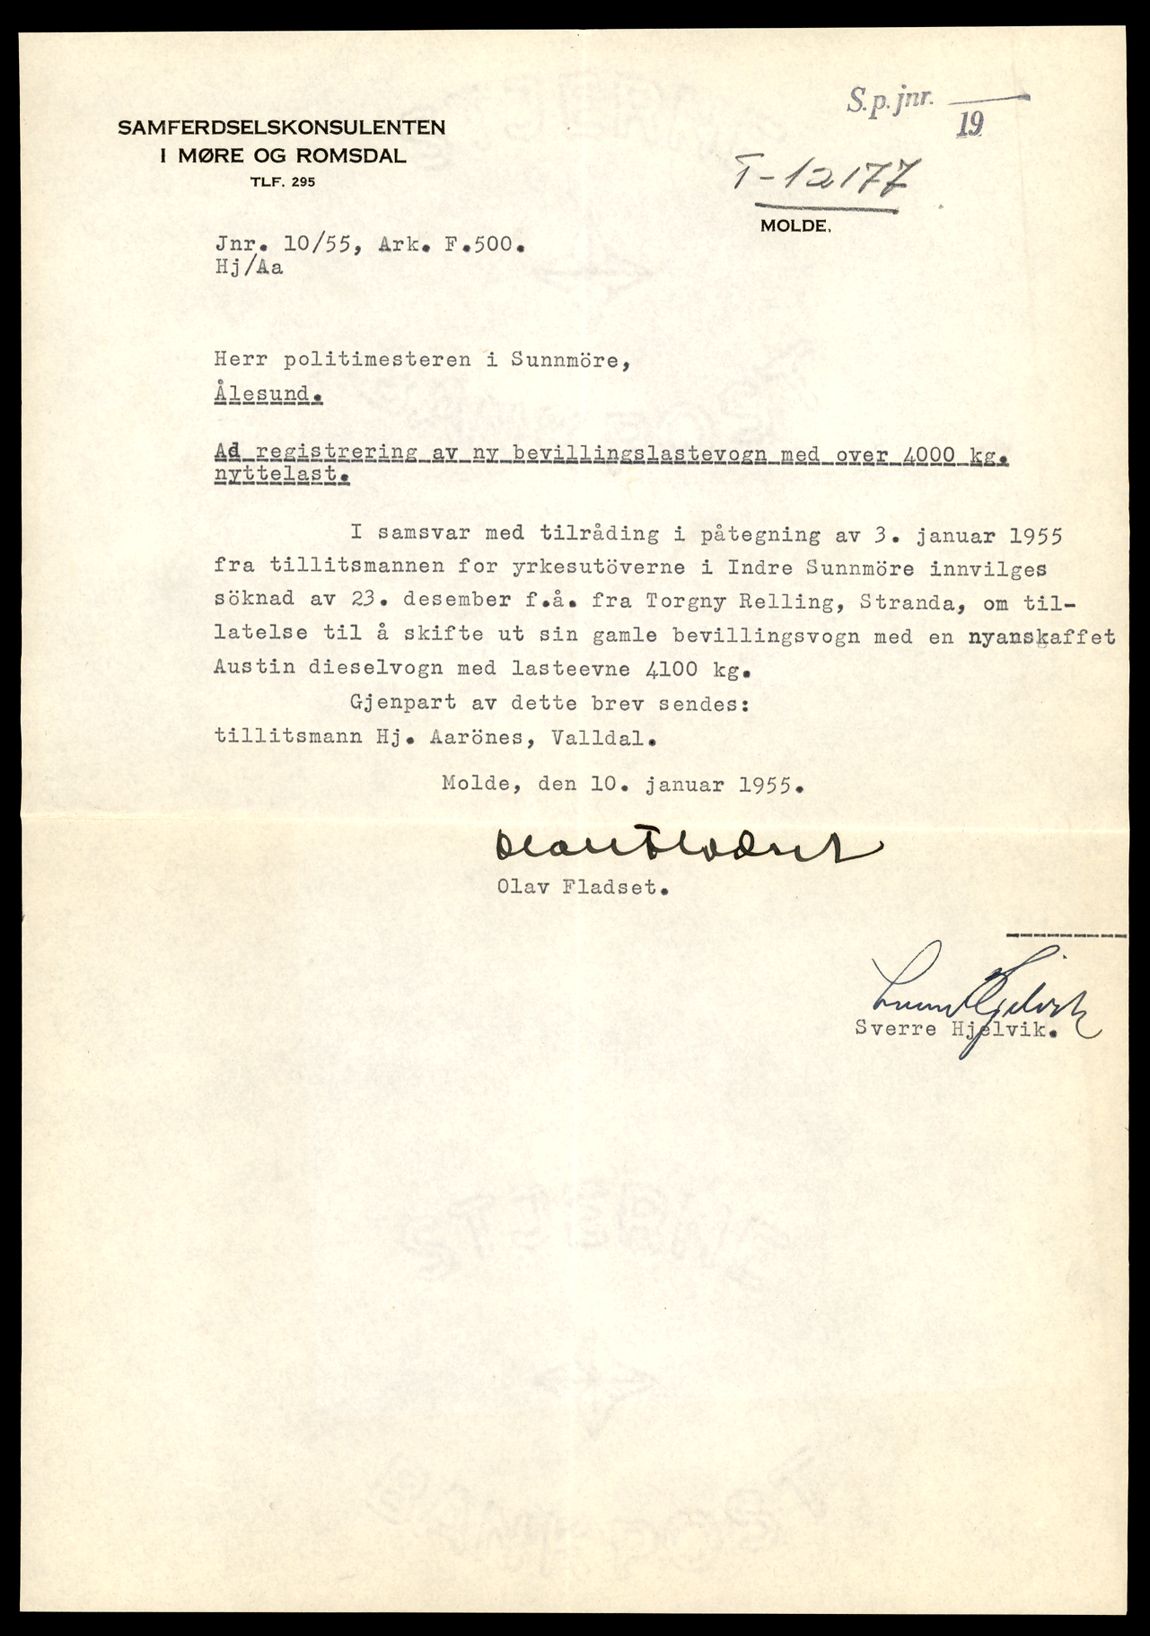 S.p.jnr.
19
SAMFERDSELSKONSULENTEN
I MØRE OG ROMSDAL
TLF. 295
T-12177
MOLDE,
Jnr. 10/55, Ark. F.500.
Hj/Aa
Herr politimesteren i Sunnmöre,
Ålesund.
Ad registrering av ny bevillingslastevogn med over 4000 kg.
nyttelast.
I samsvar med tilråding i påtegning av 3. januar 1955
fra tillitsmannen for yrkesutöverne i Indre Sunnmöre innvilges
söknad av 23. desember f.å. fra Torgny Relling, Stranda, om til-
latelse til å skifte ut sin gamle bevillingsvogn med en nyanskaffet
Austin dieselvogn med lasteevne 4100 kg.
Gjenpart av dette brev sendes:
tillitsmann Hj. Aarönes, Valldal.
Molde, den 10. januar 1955.
Olav Fladset
Olav Fladset.
Sverre Hjelvik
Sverre Hjelvik.